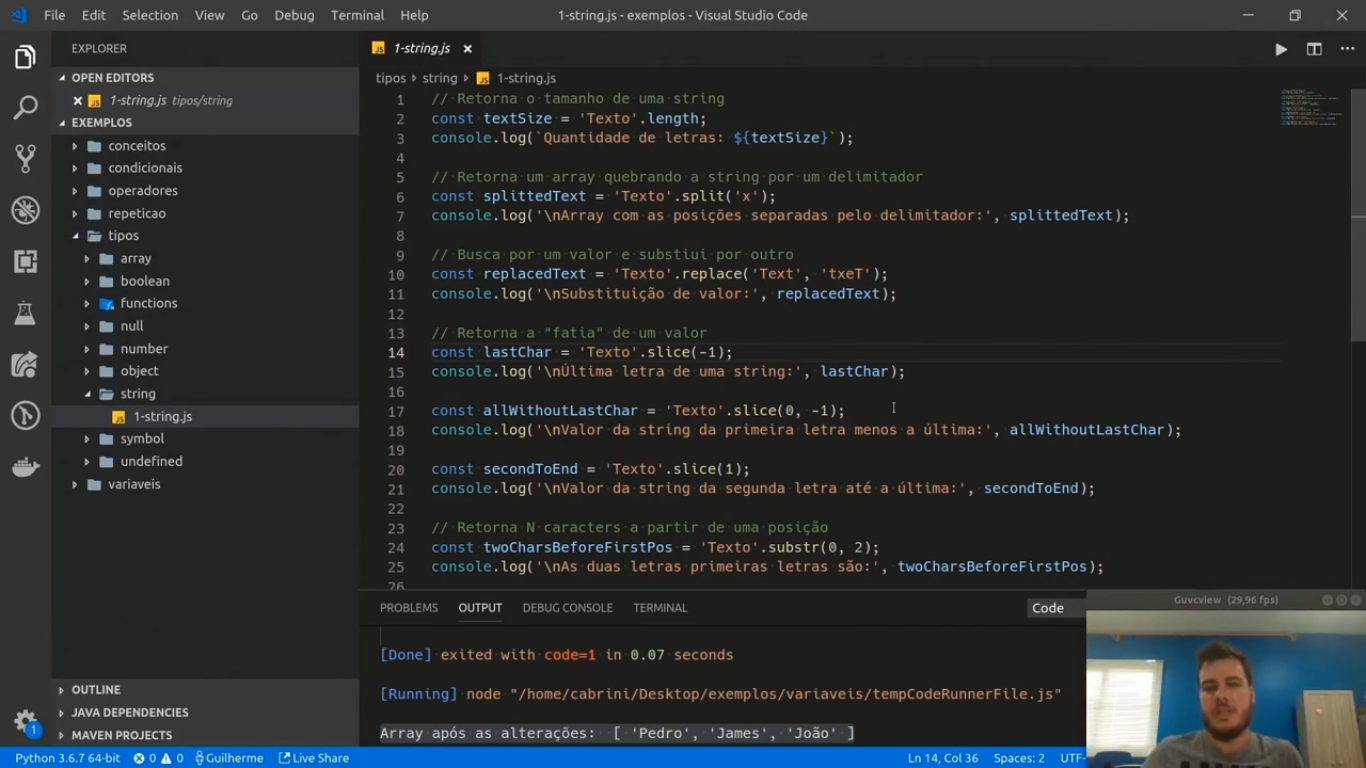 File Edit Selection View Go Debug Terminal Help
1-string.js - exemplos - Visual Studio Code
EXPLORER
OPEN EDITORS
JS 1-string.js tipos/string
EXEMPLOS
conceitos
condicionais
operadores
repeticao
tipos
array
boolean
functions
null
number
object
string
JS 1-string.js
symbol
undefined
variaveis
OUTLINE
JAVA DEPENDENCIES
MAVEN PROJECTS
JS 1-string.js
tipos string JS 1-string.js
1 // Retorna o tamanho de uma string
2 const textSize = 'Texto'.length;
3 console.log(`Quantidade de letras: ${textSize}`);
4
5 // Retorna um array quebrando a string por um delimitador
6 const splittedText = 'Texto'.split('x');
7 console.log('\nArray com as posições separadas pelo delimitador:', splittedText);
8
9 // Busca por um valor e substiui por outro
10 const replacedText = 'Texto'.replace('Text', 'txeT');
11 console.log('\nSubstituição de valor:', replacedText);
12
13 // Retorna a "fatia" de um valor
14 const lastChar = 'Texto'.slice(-1);
15 console.log('\nÚltima letra de uma string:', lastChar);
16
17 const allWithoutLastChar = 'Texto'.slice(0, -1);
18 console.log('\nValor da string da primeira letra menos a última:', allWithoutLastChar);
19
20 const secondToEnd = 'Texto'.slice(1);
21 console.log('\nValor da string da segunda letra até a última:', secondToEnd);
22
23 // Retorna N caracters a partir de uma posição
24 const twoCharsBeforeFirstPos = 'Texto'.substr(0, 2);
25 console.log('\nAs duas letras primeiras letras são:', twoCharsBeforeFirstPos);
26
PROBLEMS OUTPUT DEBUG CONSOLE TERMINAL Code
[Done] exited with code=1 in 0.07 seconds
[Running] node "/home/cabrini/Desktop/exemplos/variaveis/tempCodeRunnerFile.js"
Array após as alterações: [ 'Pedro', 'James', 'João' ]
Guvcview (29,96 fps)
1
Python 3.6.7 64-bit 0 0 Guilherme Live Share Ln 14, Col 36 Spaces: 2 UTF-